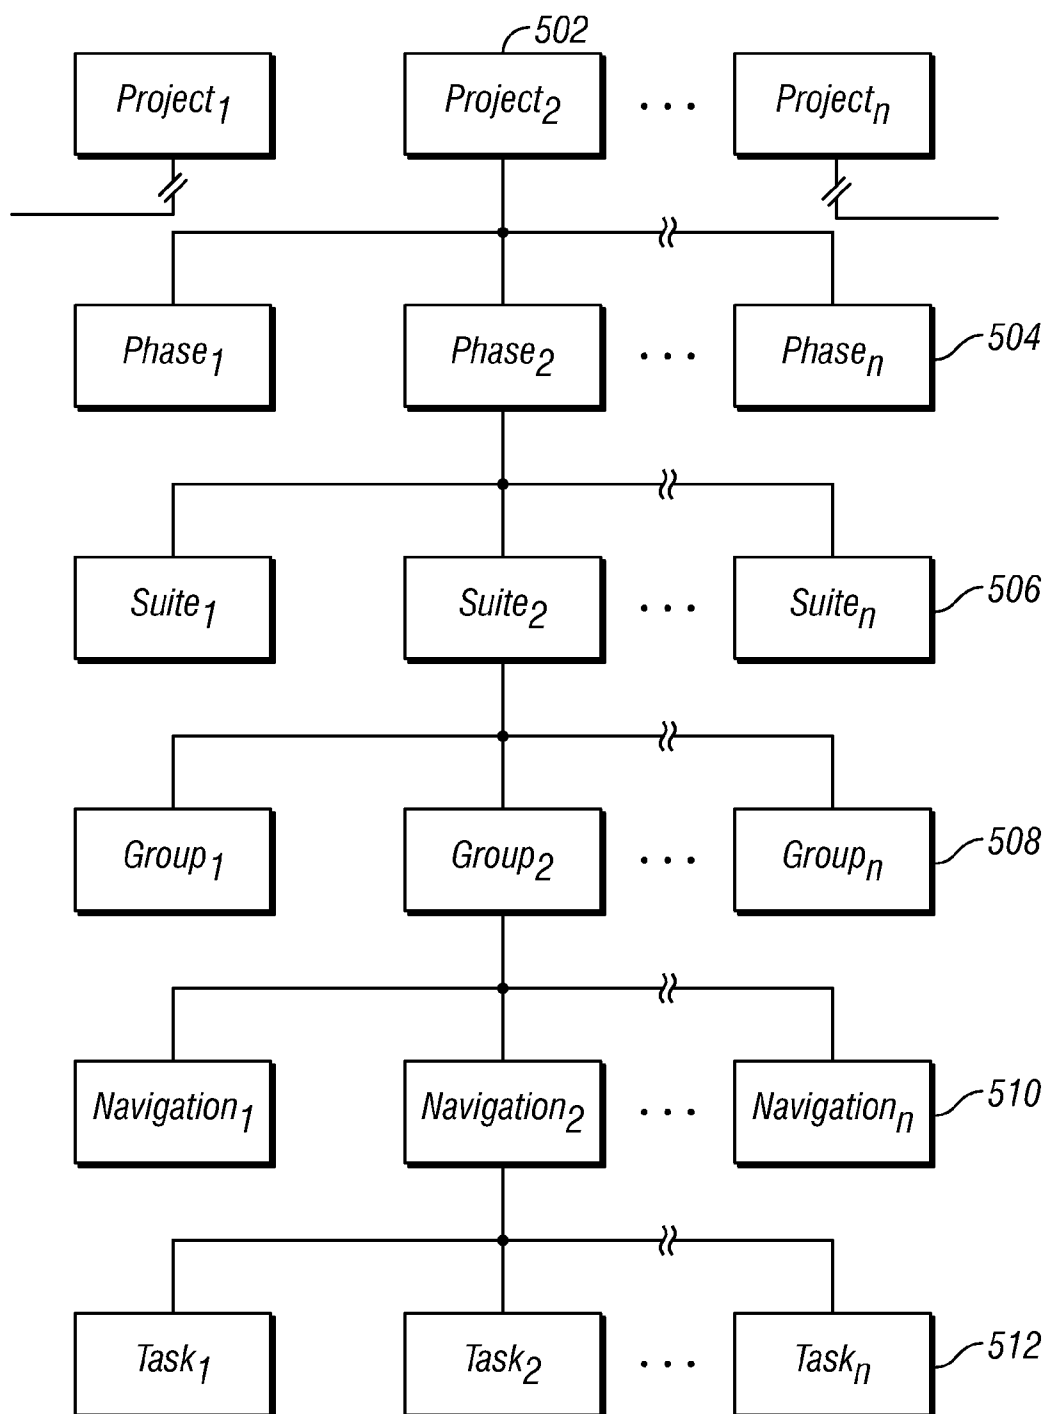 502
Project1 Project2 ... Projectn
Phase1 Phase2 ... Phasen 504
Suite1 Suite2 ... Suiten 506
Group1 Group2 ... Groupn 508
Navigation1 Navigation2 ... Navigationn 510
Task1 Task2 ... Taskn 512